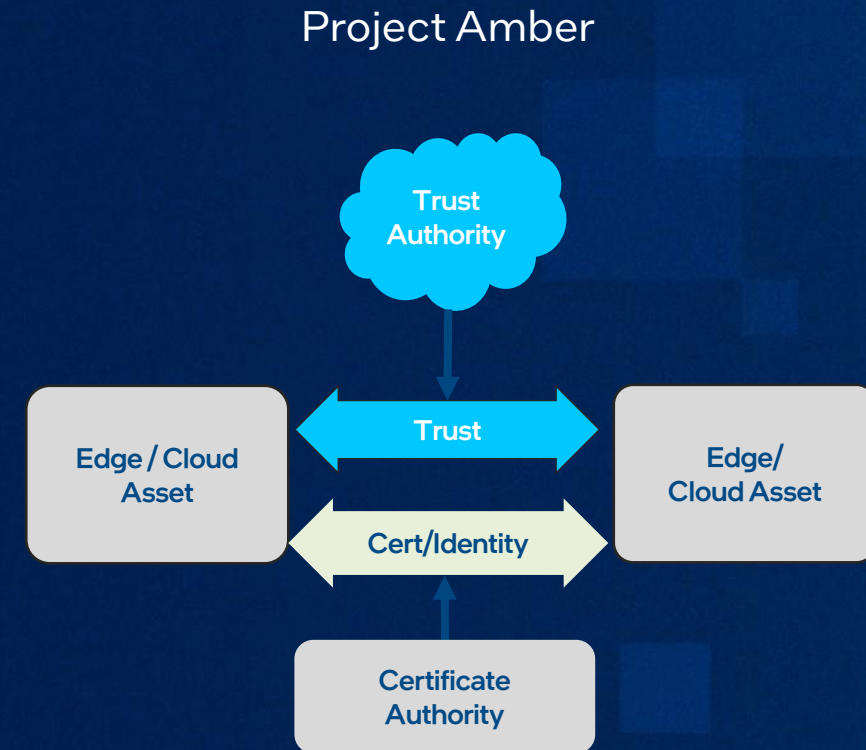 Project Amber
Trust
Authority
Trust
Edge / Cloud
Asset
Edge/
Cloud Asset
Cert/Identity
Certificate
Authority